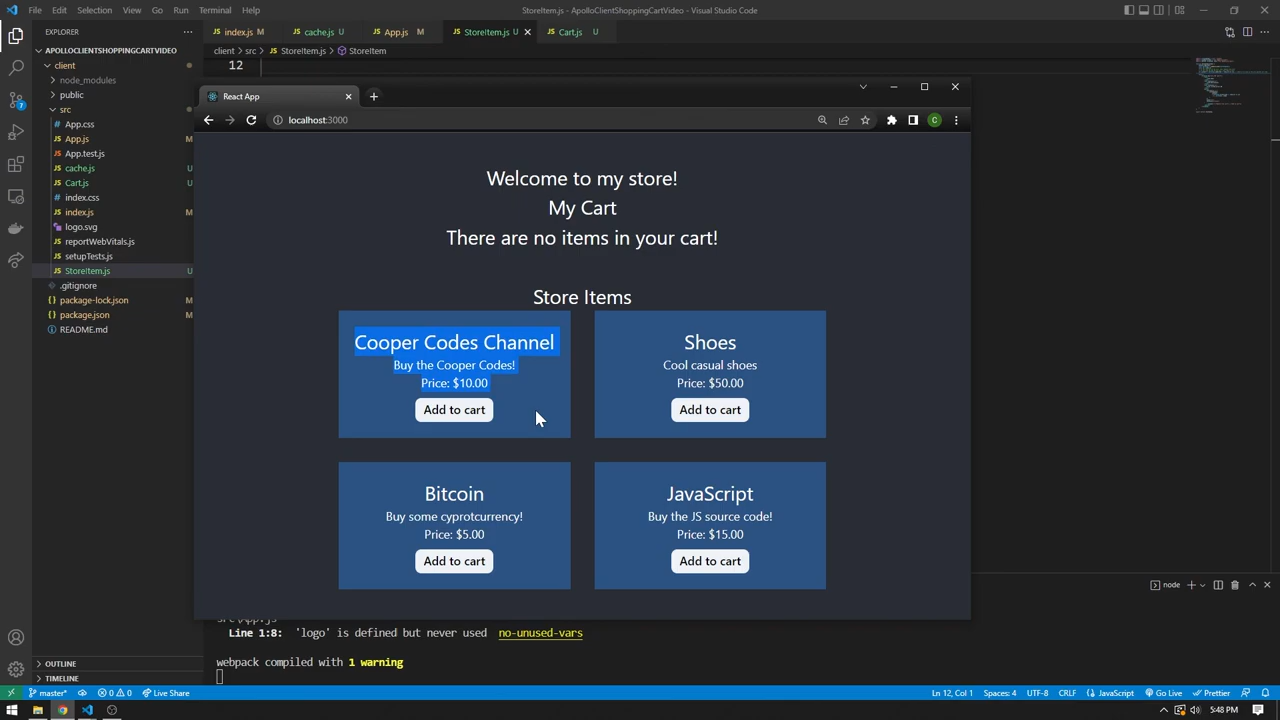 File Edit Selection View Go Run Terminal Help
StoreItem.js - ApolloClientShoppingCartVideo - Visual Studio Code
EXPLORER
index.js M
cache.js U
App.js M
StoreItem.js U
Cart.js U
APOLLOCLIENTSHOPPINGCARTVIDEO
client > src > StoreItem.js > StoreItem
client
12
node_modules
public
src
App.css
App.js M
App.test.js
cache.js U
Cart.js U
index.css
index.js M
logo.svg
reportWebVitals.js
setupTests.js
StoreItem.js U
.gitignore
package-lock.json M
package.json M
README.md
React App
localhost:3000
C
Welcome to my store!
My Cart
There are no items in your cart!
Store Items
Cooper Codes Channel
Buy the Cooper Codes!
Price: $10.00
Add to cart
Shoes
Cool casual shoes
Price: $50.00
Add to cart
Bitcoin
Buy some cyprotcurrency!
Price: $5.00
Add to cart
JavaScript
Buy the JS source code!
Price: $15.00
Add to cart
node
src\App.js
Line 1:8: 'logo' is defined but never used no-unused-vars
webpack compiled with 1 warning
OUTLINE
TIMELINE
master* 0 0 Live Share
Ln 12, Col 1 Spaces: 4 UTF-8 CRLF JavaScript Go Live Prettier
5:48 PM